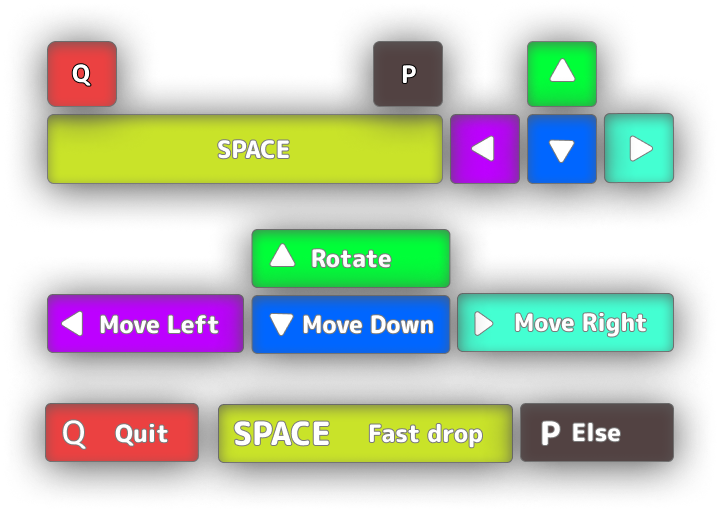 Q P
SPACE
Rotate
Move Left Move Down Move Right
Q Quit SPACE Fast drop P Else